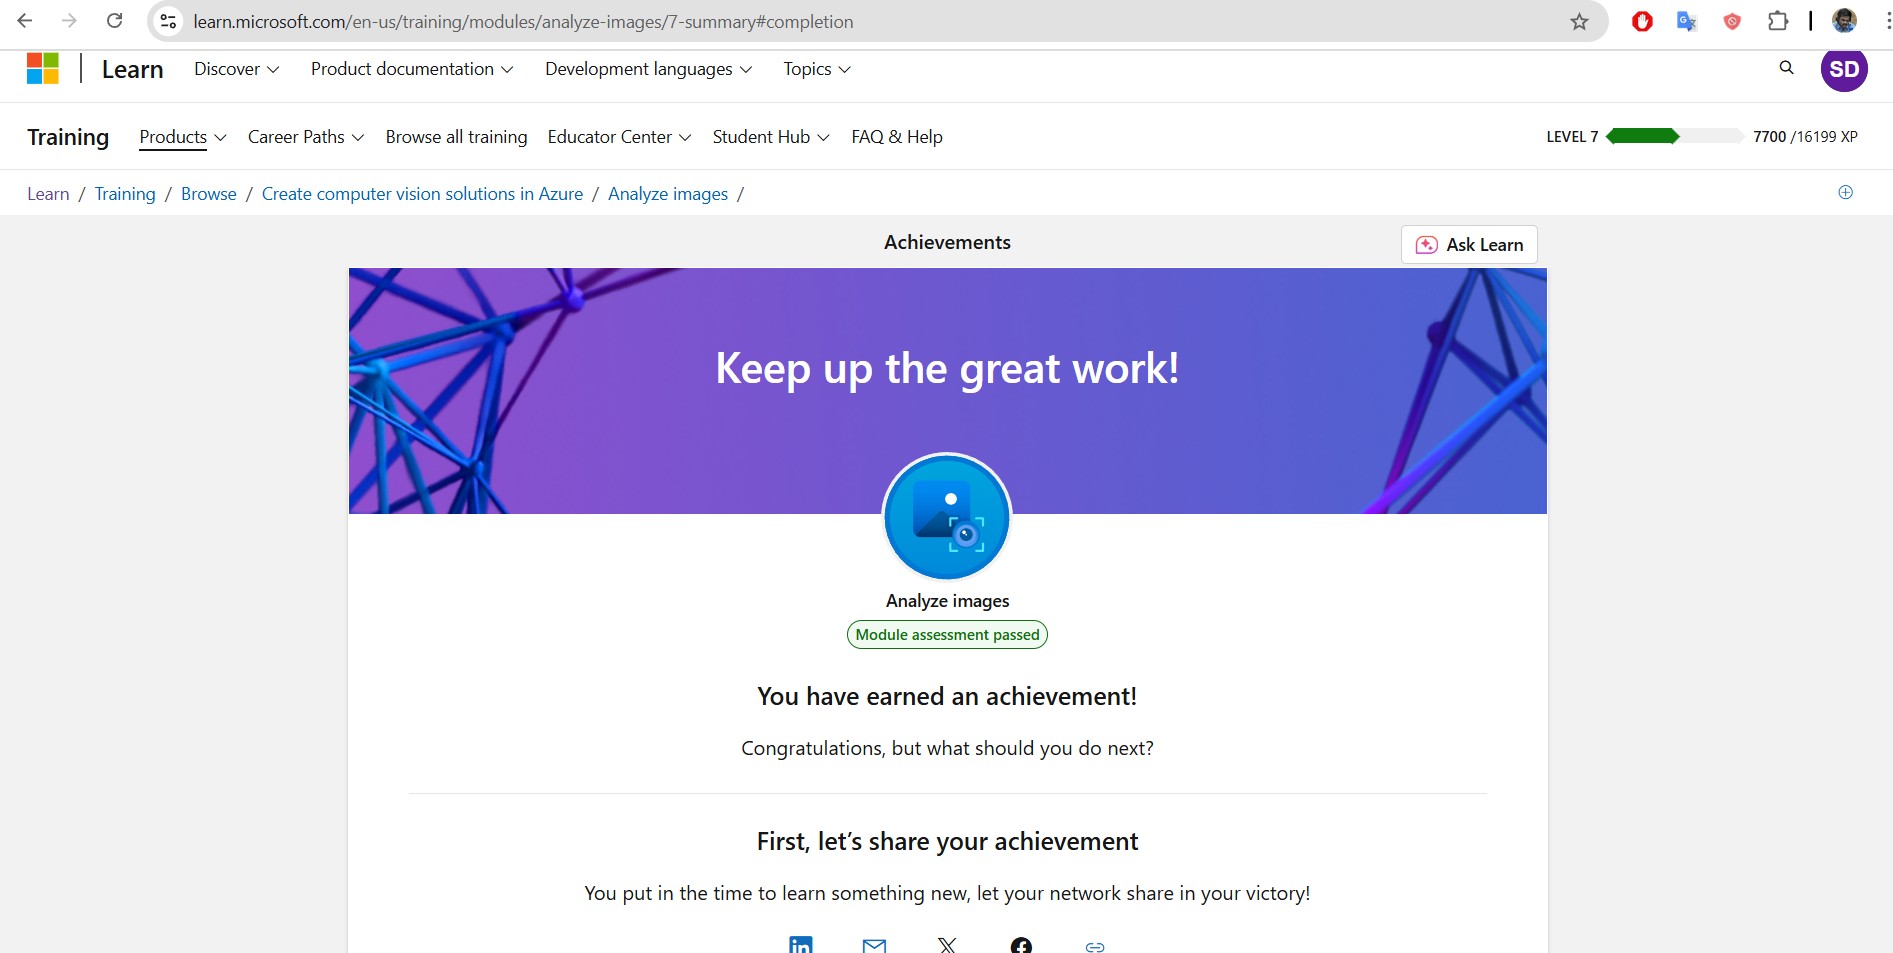 learn.microsoft.com/en-us/training/modules/analyze-images/7-summary#completion
Learn Discover Product documentation Development languages Topics SD
Training Products Career Paths Browse all training Educator Center Student Hub FAQ & Help LEVEL 7 7700 /16199 XP
Learn / Training / Browse / Create computer vision solutions in Azure / Analyze images /
Achievements
Ask Learn
Keep up the great work!
Analyze images
Module assessment passed
You have earned an achievement!
Congratulations, but what should you do next?
First, let’s share your achievement
You put in the time to learn something new, let your network share in your victory!